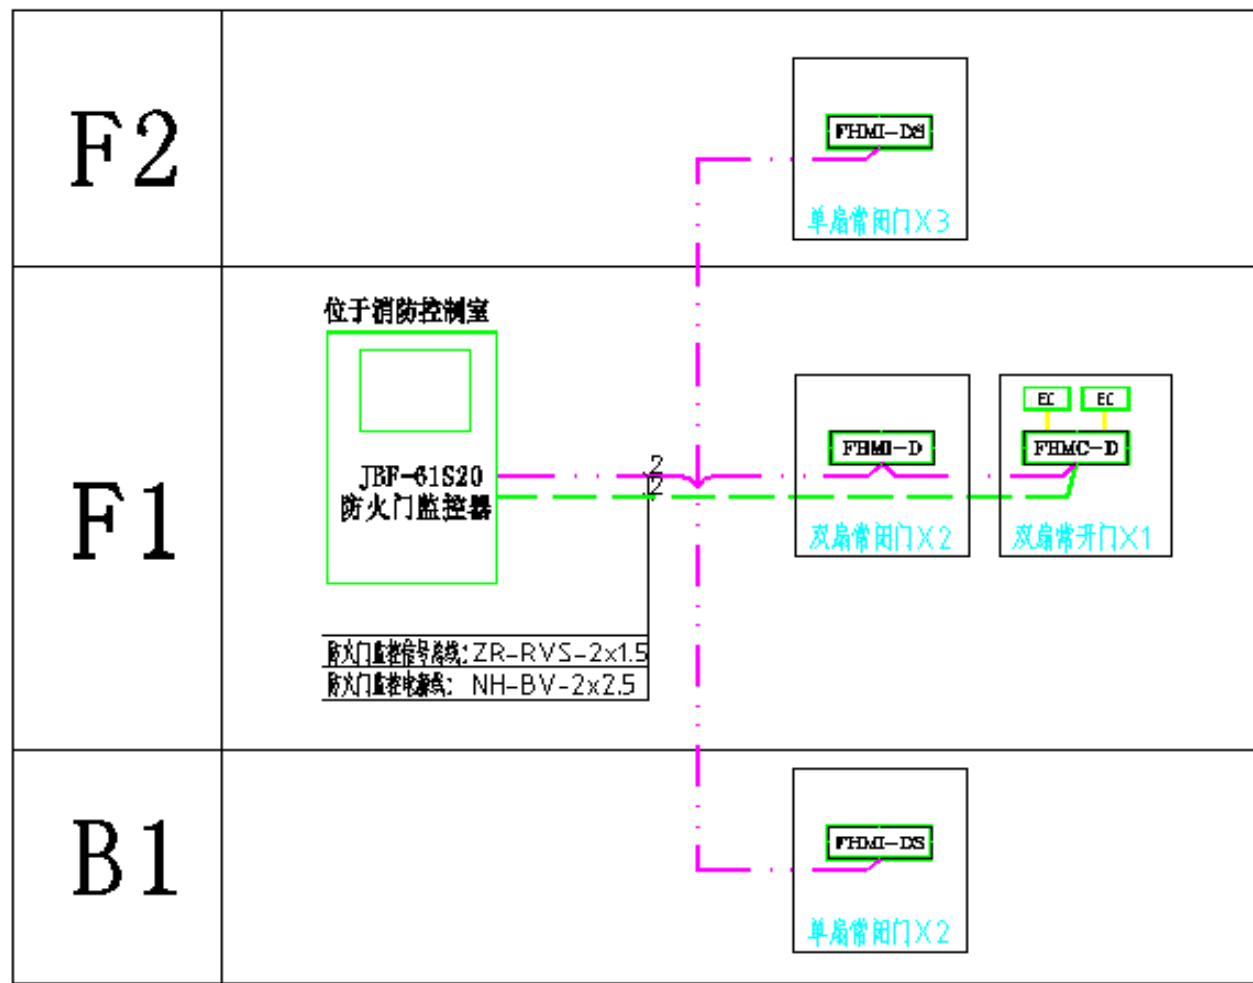 F2
FHMI-DS
单扇常闭门X3
位于消防控制室
F1
JBF-61S20
防火门监控器
2
2
FHMI-D
双扇常闭门X2
EC
EC
FHMC-D
双扇常开门X1
防火门监控信号总线: ZR-RVS-2x1.5
防火门监控电源线: NH-BV-2x2.5
B1
FHMI-DS
单扇常闭门X2